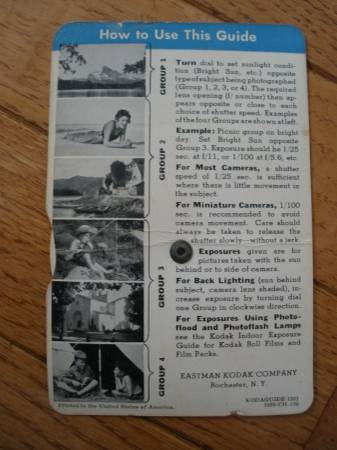 How to Use This Guide
GROUP 1
GROUP 2
GROUP 3
GROUP 4
Turn dial to set sunlight condi-
tion (Bright Sun, etc.) opposite
type of subject being photographed
(Group 1, 2, 3, or 4). The required
lens opening (f/ number) then ap-
pears opposite or close to each
choice of shutter speed. Examples
of the four Groups are shown at left.
Example: Picnic group on bright
day. Set Bright Sun opposite
Group 3. Exposure should be 1/25
sec. at f/11, or 1/100 at f/5.6, etc.
For Most Cameras, a shutter
speed of 1/25 sec. is sufficient
where there is little movement in
the subject.
For Miniature Cameras, 1/100
sec. is recommended to avoid
camera movement. Care should
always be taken to release the
shutter slowly—without a jerk.
Exposures given are for
pictures taken with the sun
behind or to side of camera.
For Back Lighting (sun behind
subject, camera lens shaded), in-
crease exposure by turning dial
one Group in clockwise direction.
For Exposures Using Photo-
flood and Photoflash Lamps
see the Kodak Indoor Exposure
Guide for Kodak Roll Films and
Film Packs.
EASTMAN KODAK COMPANY
Rochester, N. Y.
Printed in the United States of America.
KODAGUIDE